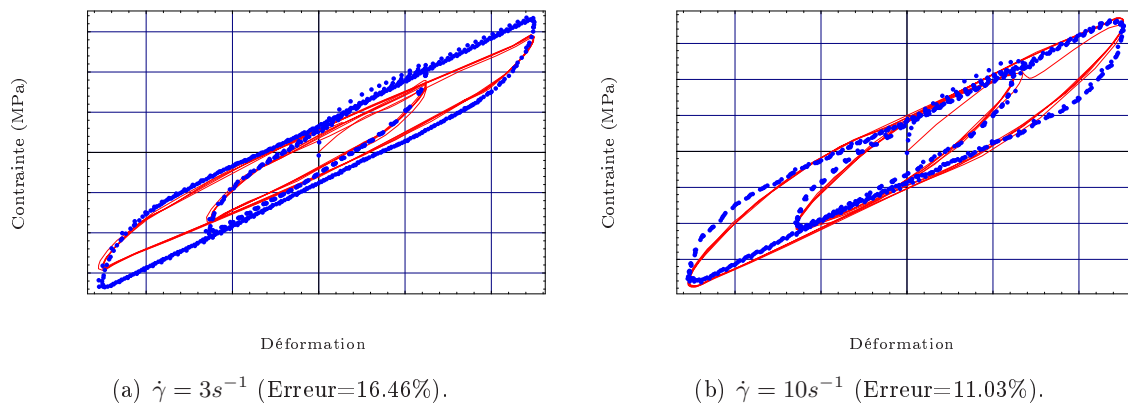 Contrainte (MPa)
Déformation
(a) γ̇ = 3s⁻¹ (Erreur=16.46%).
Contrainte (MPa)
Déformation
(b) γ̇ = 10s⁻¹ (Erreur=11.03%).